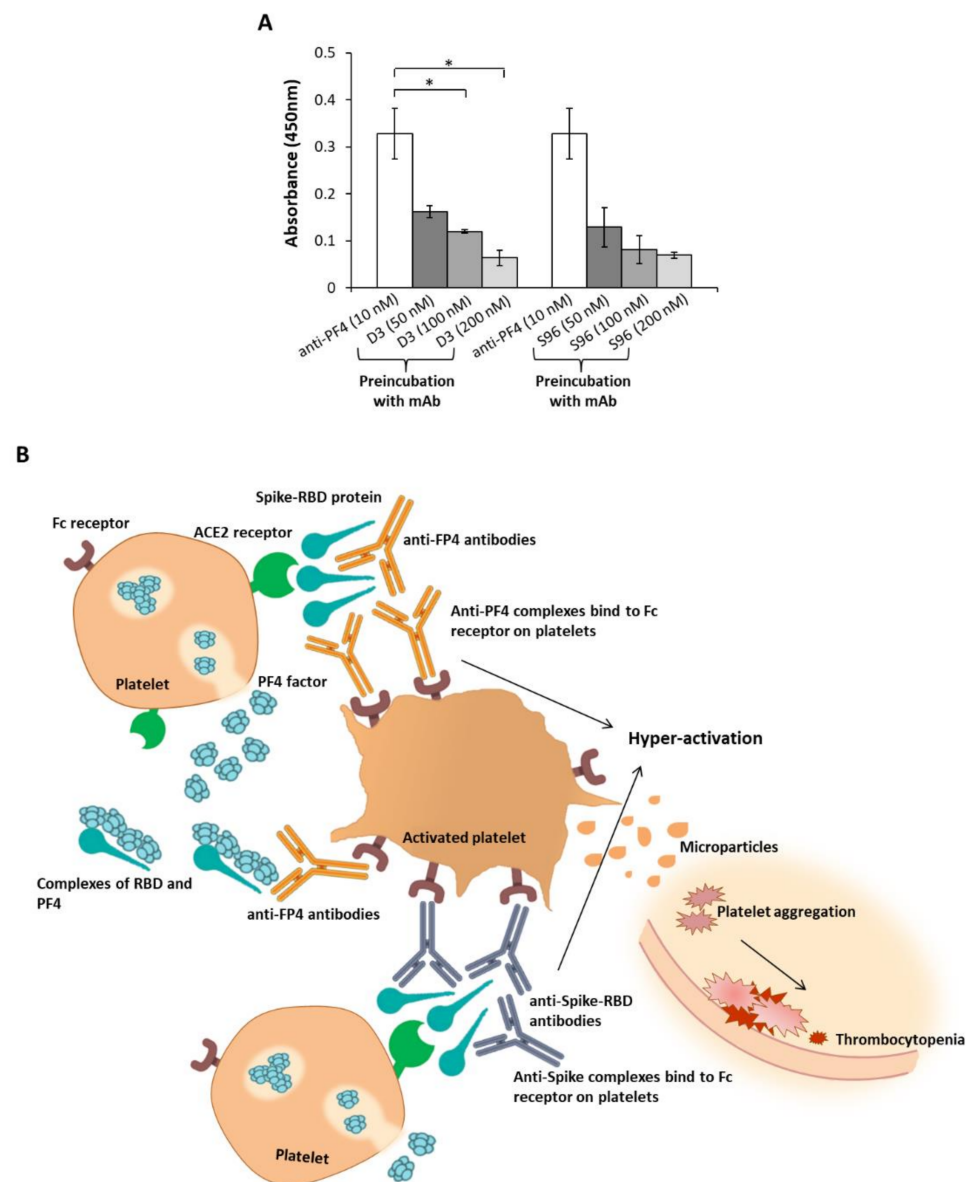 A
Absorbance (450nm)
0.5
0.4
0.3
0.2
0.1
0
*
*
anti-PF4 (10 nM)
D3 (50 nM)
D3 (100 nM)
D3 (200 nM)
anti-PF4 (10 nM)
S96 (50 nM)
S96 (100 nM)
S96 (200 nM)
Preincubation
with mAb
Preincubation
with mAb
B
Spike-RBD protein
Fc receptor
ACE2 receptor
anti-FP4 antibodies
Anti-PF4 complexes bind to Fc
receptor on platelets
Platelet
PF4 factor
Hyper-activation
Activated platelet
Microparticles
Complexes of RBD and
PF4
anti-FP4 antibodies
Platelet aggregation
anti-Spike-RBD
antibodies
Thrombocytopenia
Anti-Spike complexes bind to Fc
receptor on platelets
Platelet